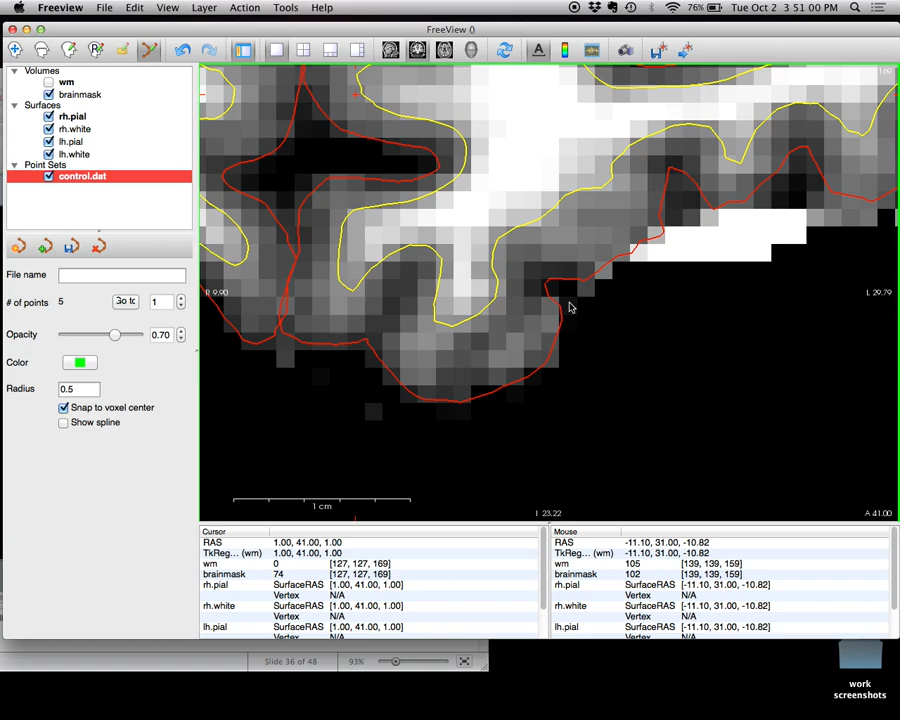 Freeview File Edit View Layer Action Tools Help 76% Tue Oct 2 3:51:00 PM
FreeView ()
Volumes
wm
brainmask
Surfaces
rh.pial
rh.white
lh.pial
lh.white
Point Sets
control.dat
File name
# of points 5 Go to 1
Opacity 0.70
Color
Radius 0.5
Snap to voxel center
Show spline
169
R 9.90
L 29.79
1 cm
I 23.22
A 41.00
Cursor
RAS 1.00, 41.00, 1.00
TkReg... (wm) 1.00, 41.00, 1.00
wm 0 [127, 127, 169]
brainmask 74 [127, 127, 169]
rh.pial SurfaceRAS [1.00, 41.00, 1.00]
Vertex N/A
rh.white SurfaceRAS [1.00, 41.00, 1.00]
Vertex N/A
lh.pial SurfaceRAS [1.00, 41.00, 1.00]
Vertex N/A
Mouse
RAS -11.10, 31.00, -10.82
TkReg... (wm) -11.10, 31.00, -10.82
wm 105 [139, 139, 159]
brainmask 102 [139, 139, 159]
rh.pial SurfaceRAS [-11.10, 31.00, -10.82]
Vertex N/A
rh.white SurfaceRAS [-11.10, 31.00, -10.82]
Vertex N/A
lh.pial SurfaceRAS [-11.10, 31.00, -10.82]
Vertex N/A
Slide 36 of 48 93%
work
screenshots